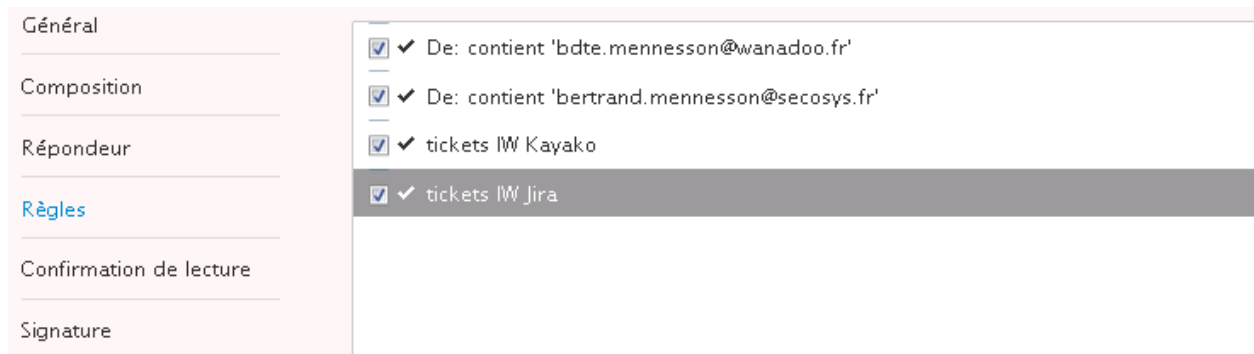 Général
Composition
Répondeur
Règles
Confirmation de lecture
Signature
De: contient 'bdte.mennesson@wanadoo.fr'
De: contient 'bertrand.mennesson@secosys.fr'
tickets IW Kayako
tickets IW Jira